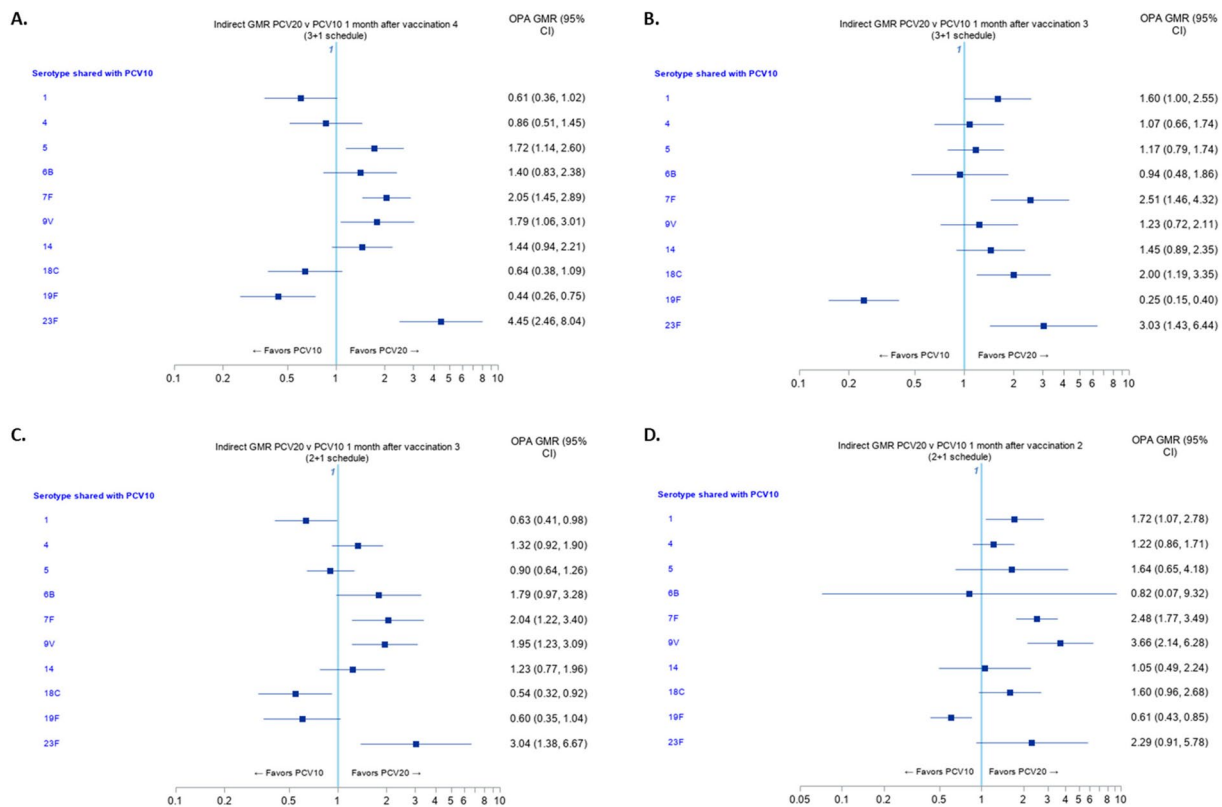 A.
Indirect GMR PCV20 v PCV10 1 month after vaccination 4
(3+1 schedule)
OPA GMR (95%
CI)
1
Serotype shared with PCV10
1 0.61 (0.36, 1.02)
4 0.86 (0.51, 1.45)
5 1.72 (1.14, 2.60)
6B 1.40 (0.83, 2.38)
7F 2.05 (1.45, 2.89)
9V 1.79 (1.06, 3.01)
14 1.44 (0.94, 2.21)
18C 0.64 (0.38, 1.09)
19F 0.44 (0.26, 0.75)
23F 4.45 (2.46, 8.04)
← Favors PCV10 Favors PCV20 →
0.1 0.5 1 2 3 4 6 8 10
B.
Indirect GMR PCV20 v PCV10 1 month after vaccination 3
(3+1 schedule)
OPA GMR (95%
CI)
1
Serotype shared with PCV10
1 1.60 (1.00, 2.55)
4 1.07 (0.66, 1.74)
5 1.17 (0.79, 1.74)
6B 0.94 (0.48, 1.86)
7F 2.51 (1.46, 4.32)
9V 1.23 (0.72, 2.11)
14 1.45 (0.89, 2.35)
18C 2.00 (1.19, 3.35)
19F 0.25 (0.15, 0.40)
23F 3.03 (1.43, 6.44)
← Favors PCV10 Favors PCV20 →
0.1 0.5 1 2 3 4 6 8 10
C.
Indirect GMR PCV20 v PCV10 1 month after vaccination 3
(2+1 schedule)
OPA GMR (95%
CI)
1
Serotype shared with PCV10
1 0.63 (0.41, 0.98)
4 1.32 (0.92, 1.90)
5 0.90 (0.64, 1.26)
6B 1.79 (0.97, 3.28)
7F 2.04 (1.22, 3.40)
9V 1.95 (1.23, 3.09)
14 1.23 (0.77, 1.96)
18C 0.54 (0.32, 0.92)
19F 0.60 (0.35, 1.04)
23F 3.04 (1.38, 6.67)
← Favors PCV10 Favors PCV20 →
0.1 0.5 1 2 3 4 6 8 10
D.
Indirect GMR PCV20 v PCV10 1 month after vaccination 2
(2+1 schedule)
OPA GMR (95%
CI)
1
Serotype shared with PCV10
1 1.72 (1.07, 2.78)
4 1.22 (0.86, 1.71)
5 1.64 (0.65, 4.18)
6B 0.82 (0.07, 9.32)
7F 2.48 (1.77, 3.49)
9V 3.66 (2.14, 6.28)
14 1.05 (0.49, 2.24)
18C 1.60 (0.96, 2.68)
19F 0.61 (0.43, 0.85)
23F 2.29 (0.91, 5.78)
← Favors PCV10 Favors PCV20 →
0.05 0.1 0.5 1 2 3 4 6 8 10